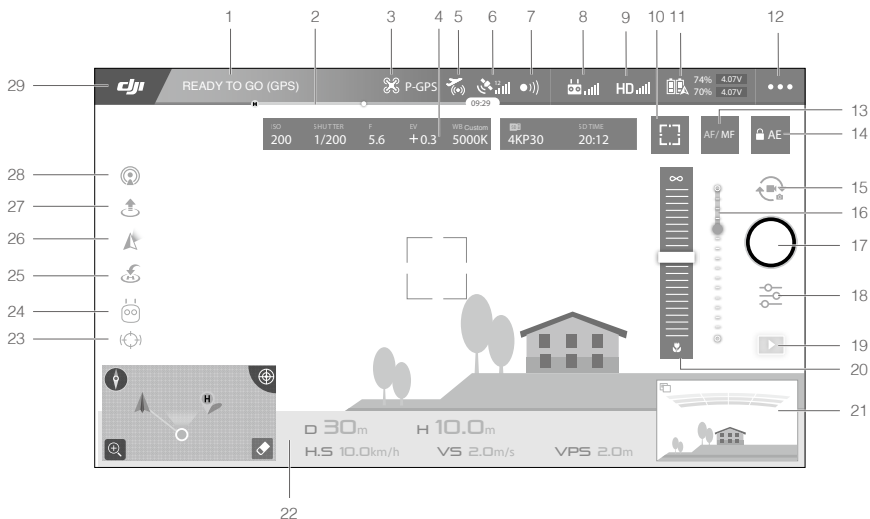 1 2 3 4 5 6 7 8 9 10 11 12
29 dji READY TO GO (GPS) P-GPS 12 HD 74% 4.07V
70% 4.07V
H 09:29
13
ISO SHUTTER F EV WB Custom SD TIME
200 1/200 5.6 +0.3 5000K 4KP30 20:12 AF/ MF AE 14
28 ∞ 15
27 16
26 17
25
24 18
23 19
20
H
D 30m H 10.0m 21
H.S 10.0km/h VS 2.0m/s VPS 2.0m
22